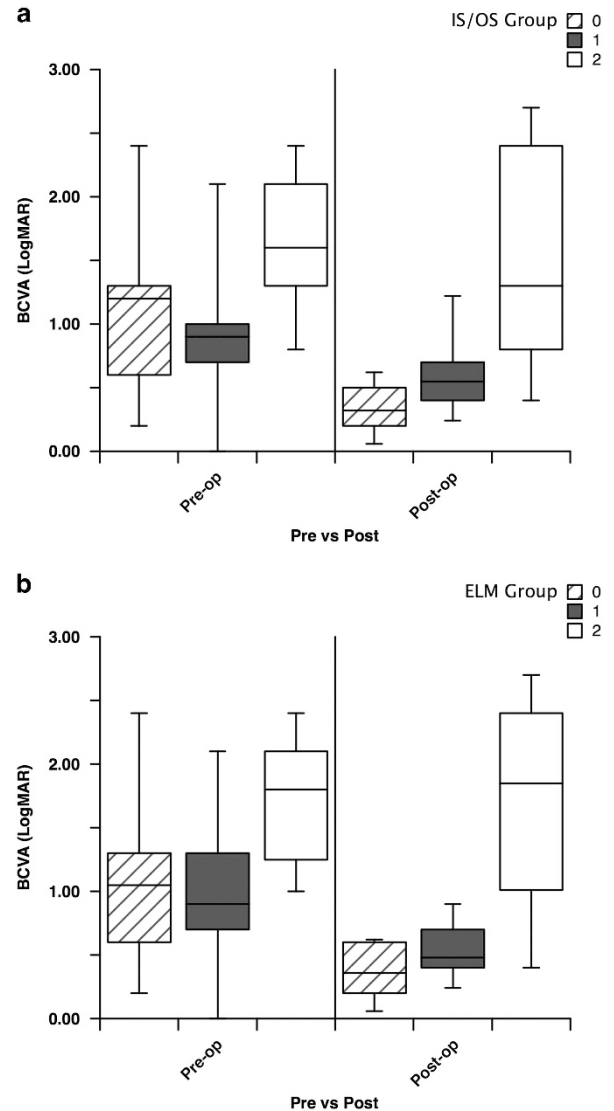 a
IS/OS Group 0
1
2
3.00
2.00
1.00
0.00
BCVA (LogMAR)
Pre-op
Post-op
Pre vs Post
b
ELM Group 0
1
2
3.00
2.00
1.00
0.00
BCVA (LogMAR)
Pre-op
Post-op
Pre vs Post